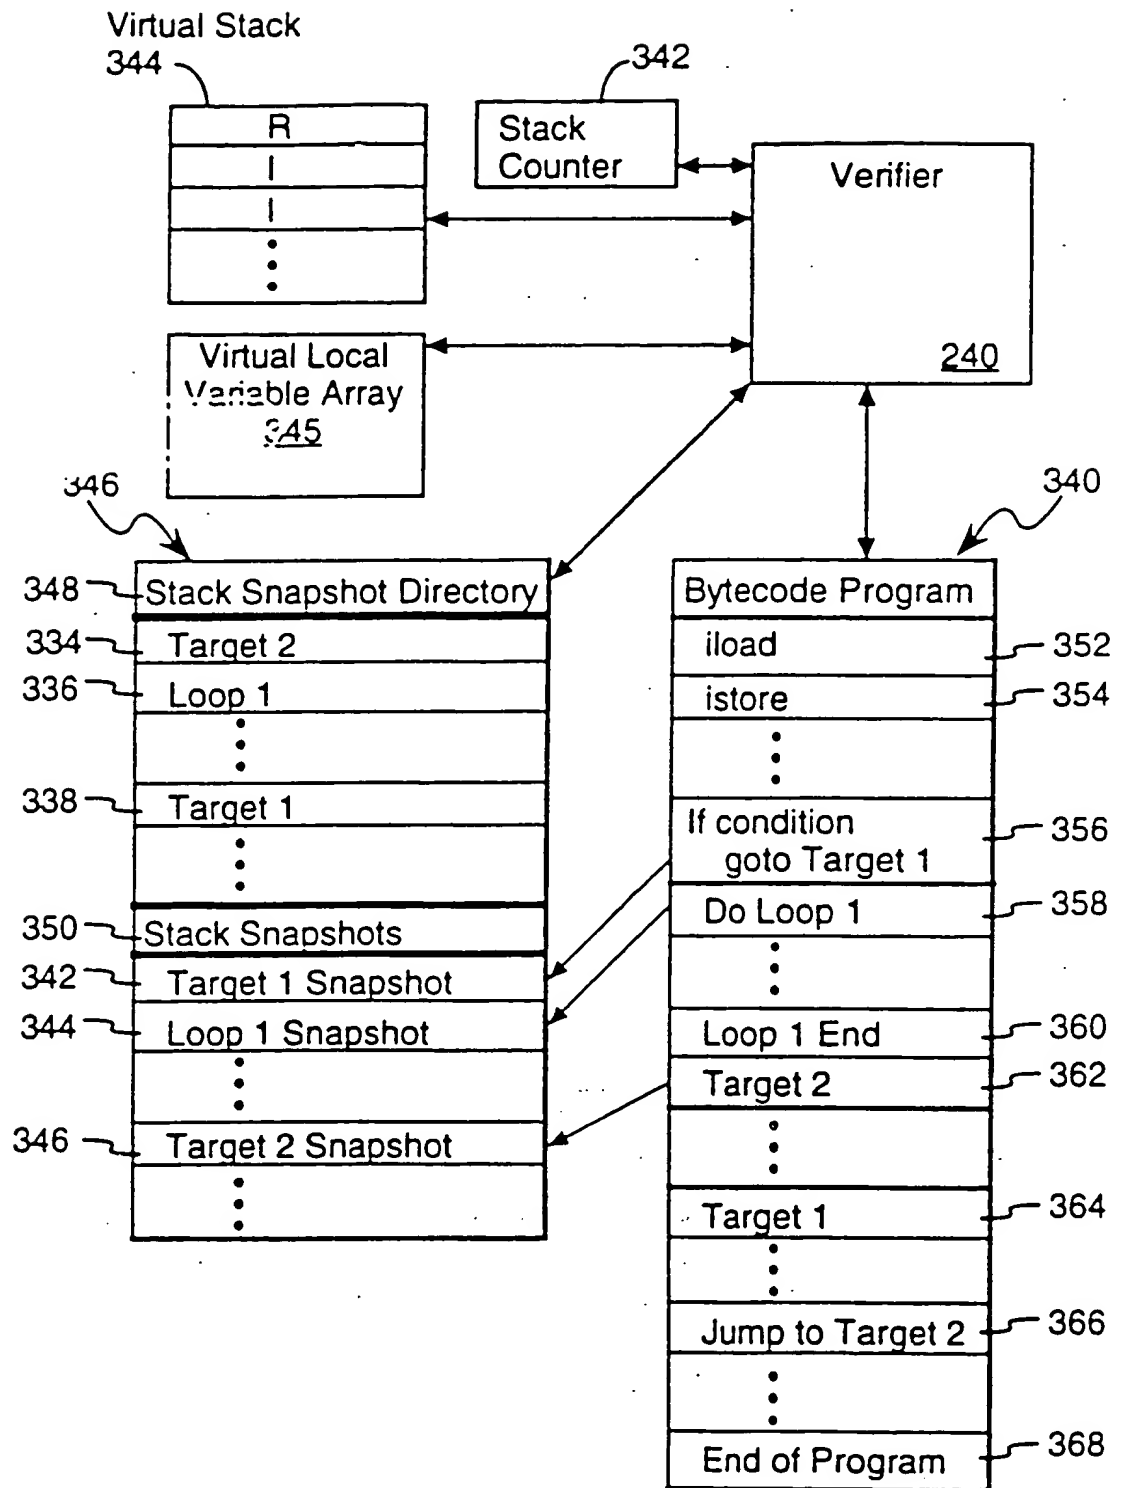 Virtual Stack
344
342
R
I
I
Stack
Counter
Verifier
240
Virtual Local
Variable Array
345
346
340
348
Stack Snapshot Directory
334
Target 2
336
Loop 1
338
Target 1
350
Stack Snapshots
342
Target 1 Snapshot
344
Loop 1 Snapshot
346
Target 2 Snapshot
Bytecode Program
iload
352
istore
354
If condition
goto Target 1
356
Do Loop 1
358
Loop 1 End
360
Target 2
362
Target 1
364
Jump to Target 2
366
End of Program
368